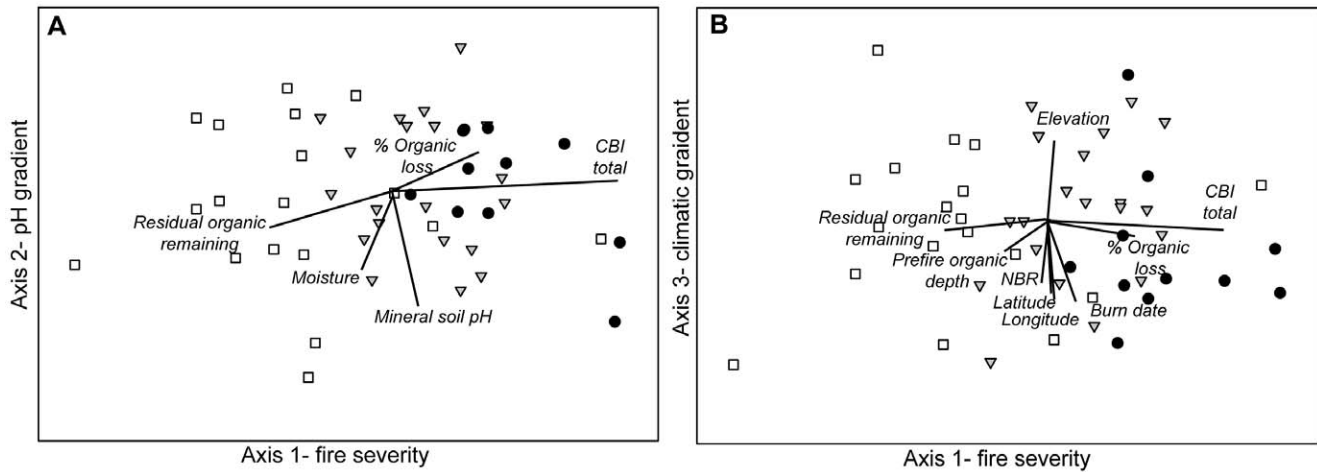 A
% Organic
loss
CBI
total
Residual organic
remaining
Moisture
Mineral soil pH
Axis 2- pH gradient
Axis 1- fire severity
B
Elevation
CBI
total
Residual organic
remaining
% Organic
loss
Prefire organic
depth
NBR
Latitude
Longitude
Burn date
Axis 3- climatic graident
Axis 1- fire severity